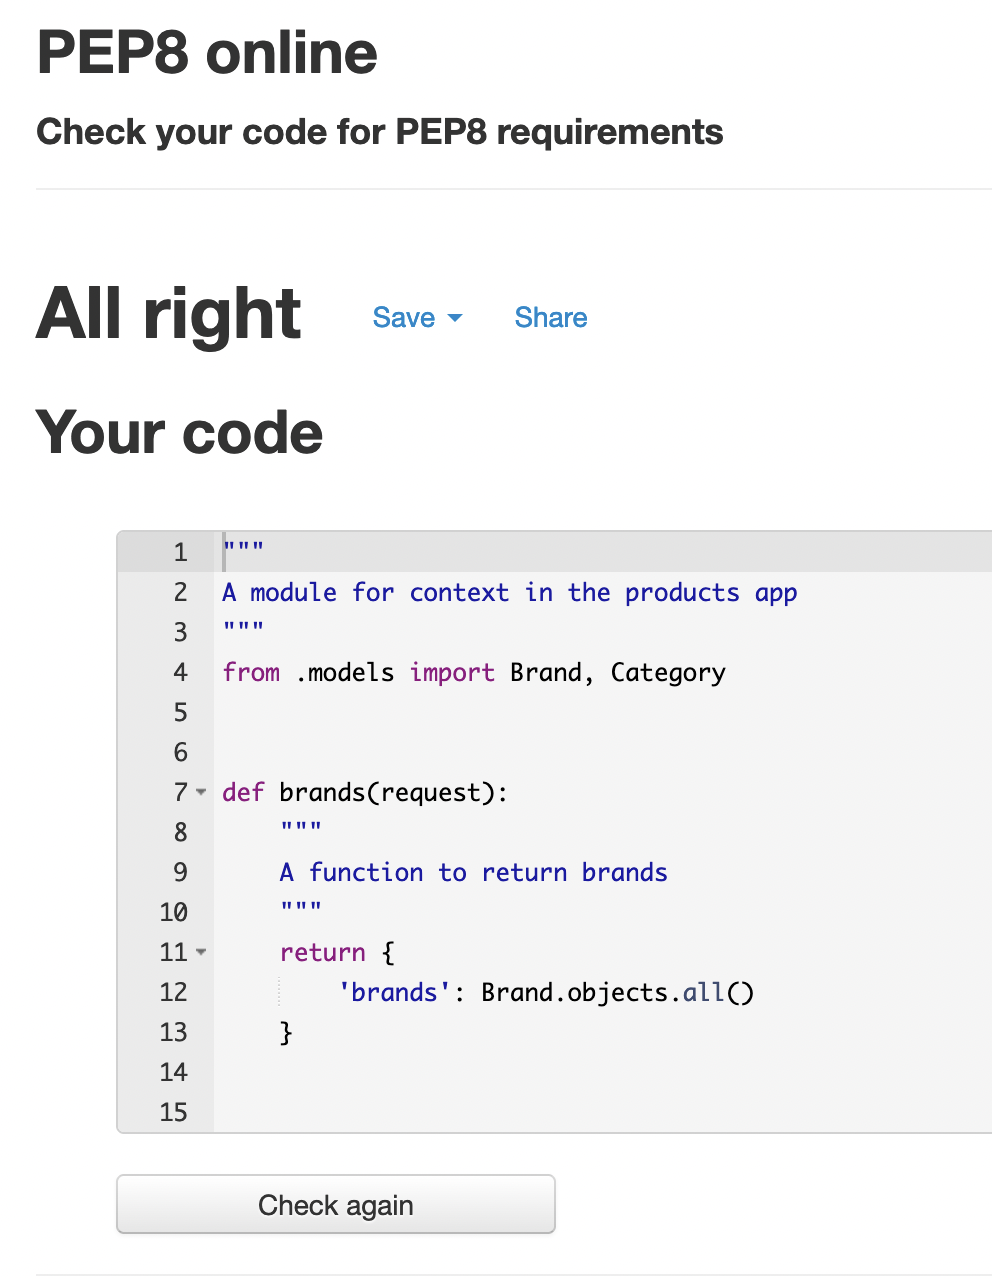 PEP8 online
Check your code for PEP8 requirements
All right Save Share
Your code
1 """
2 A module for context in the products app
3 """
4 from .models import Brand, Category
5
6
7 def brands(request):
8     """
9     A function to return brands
10     """
11     return {
12         'brands': Brand.objects.all()
13     }
14
15
Check again